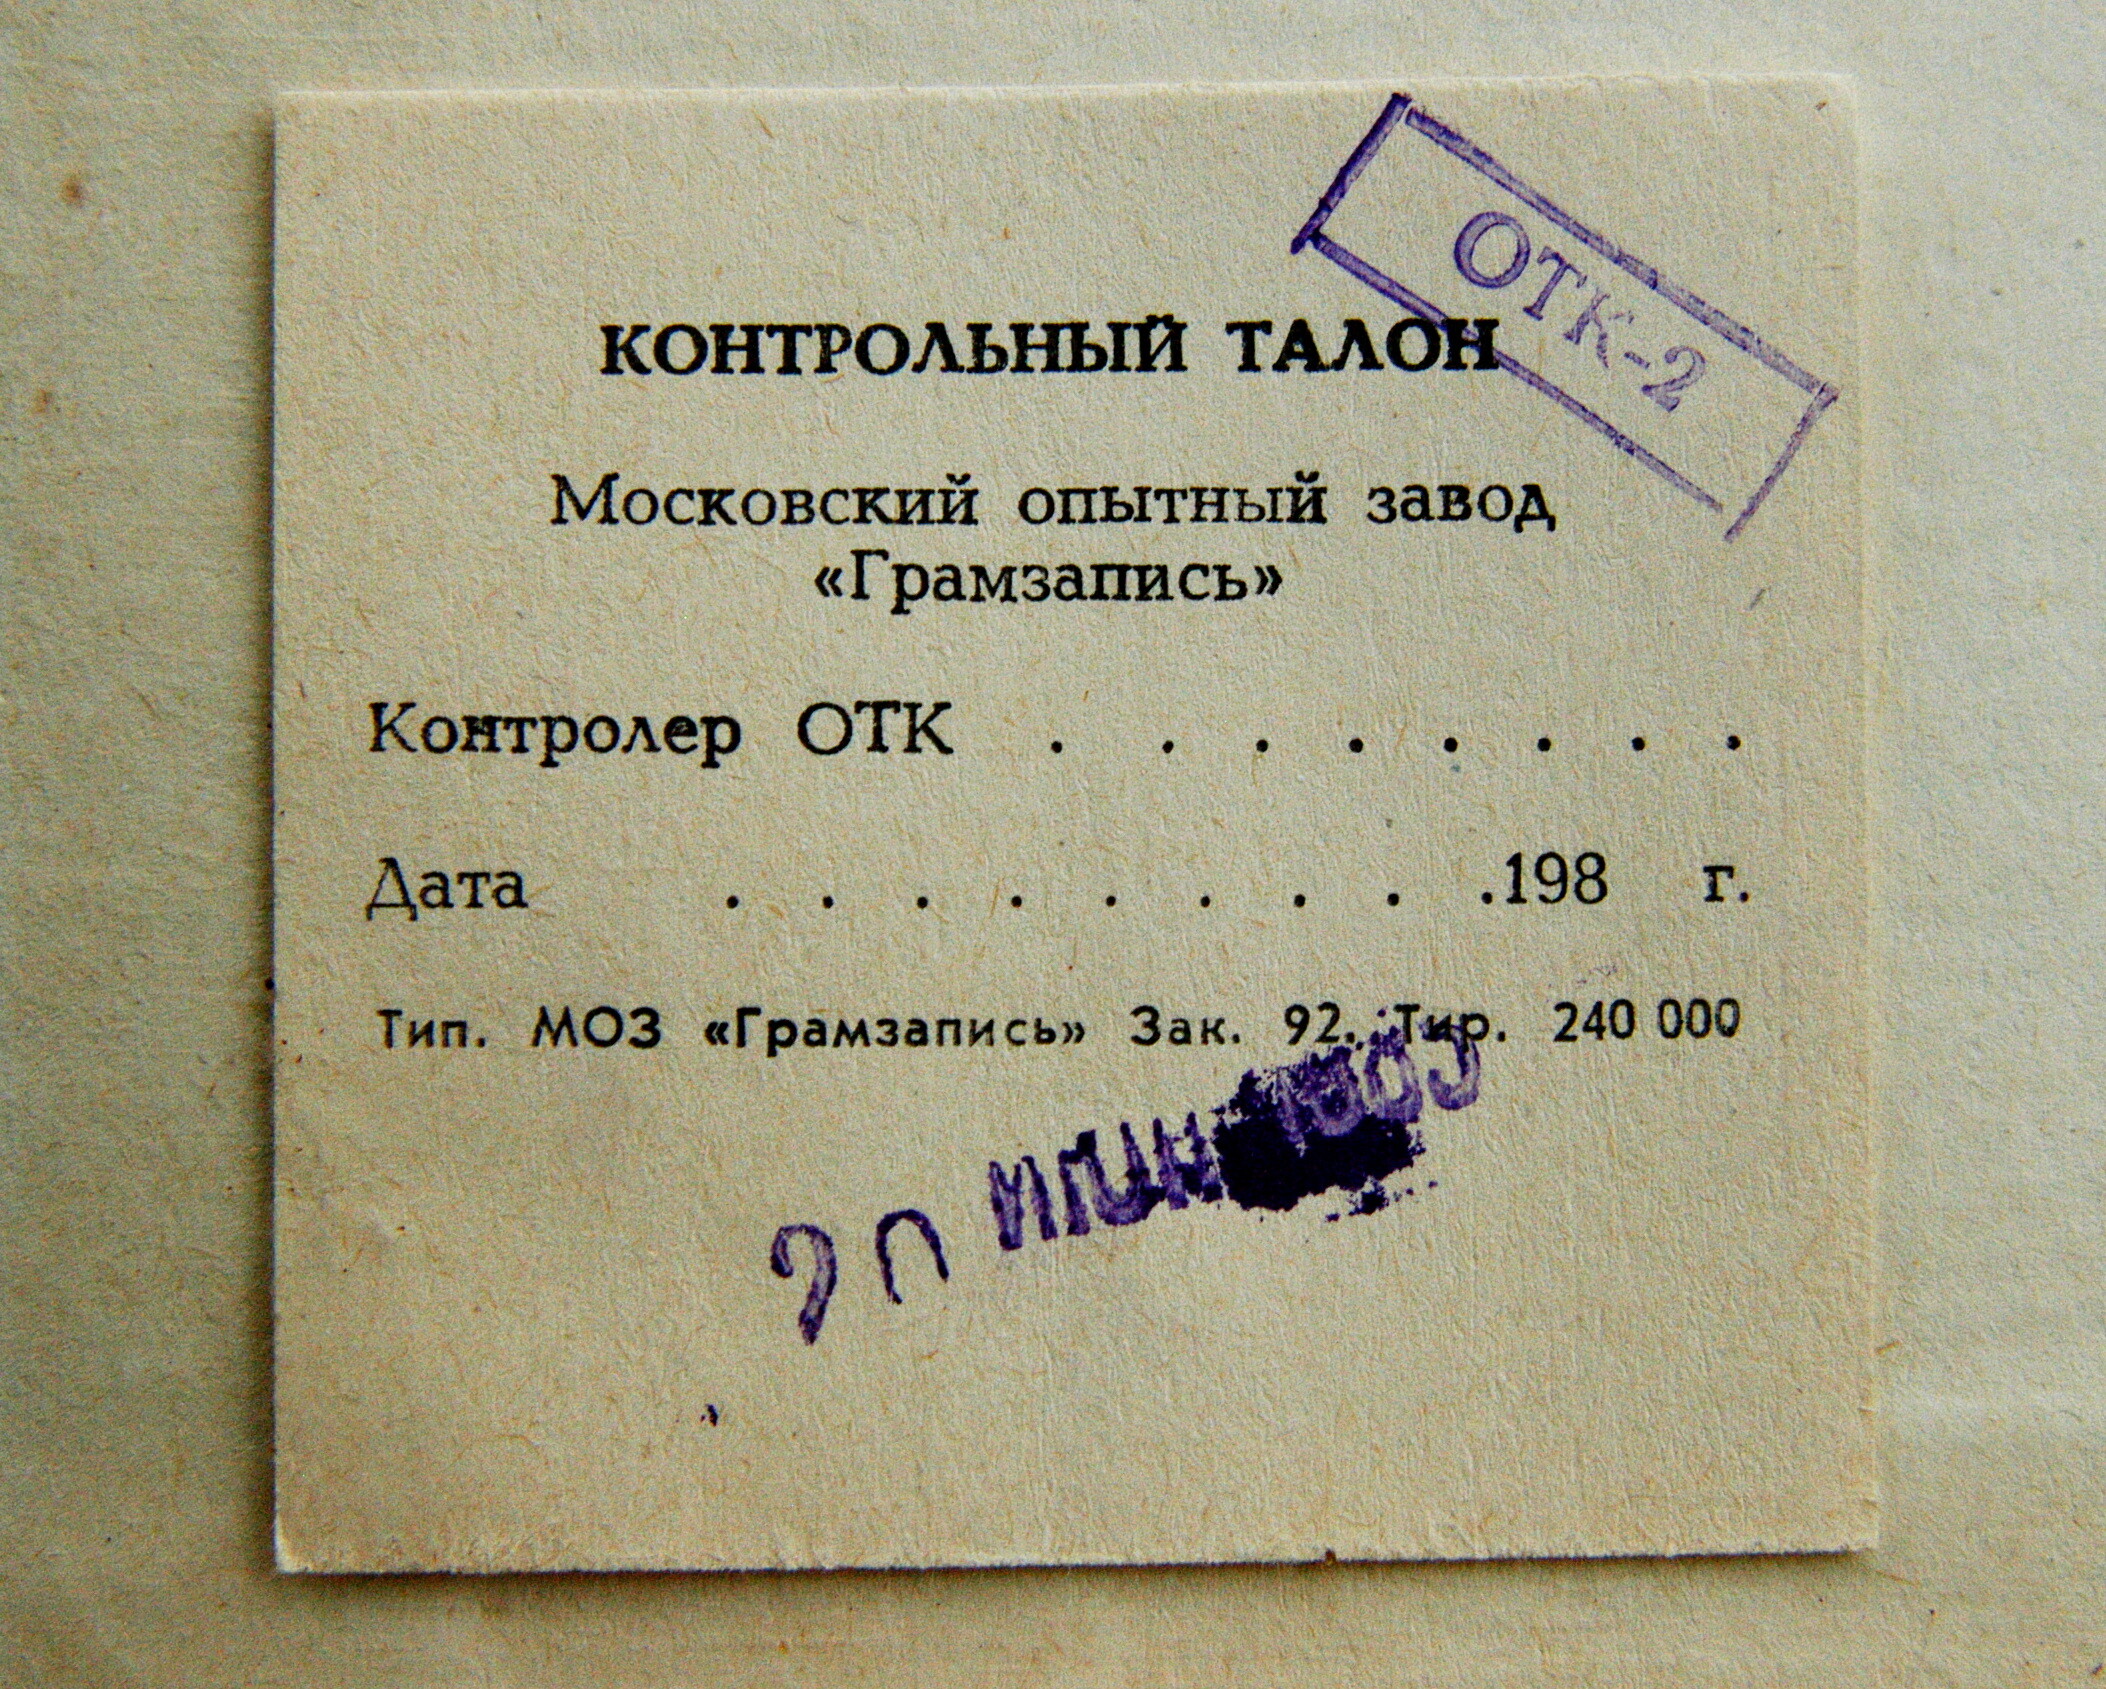 ОТК-2
КОНТРОЛЬНЫЙ ТАЛОН
Московский опытный завод
«Грамзапись»
Контролер ОТК . . . . . . . .
Дата . . . . . . . . .198 г.
Тип. МОЗ «Грамзапись» Зак. 92. Тир. 240 000